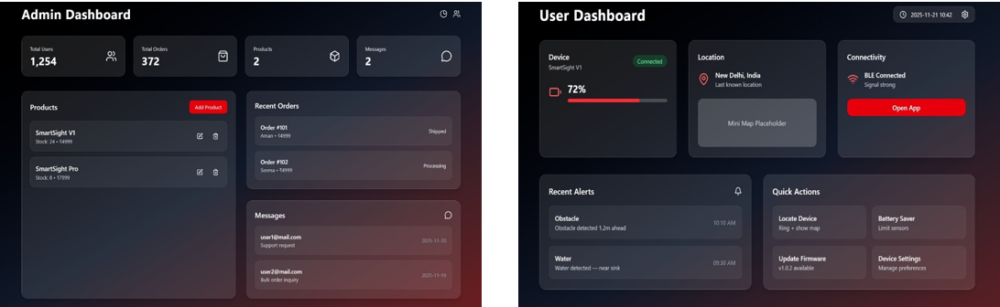 Admin Dashboard
Total Users
1,254
Total Orders
372
Products
2
Messages
2
Products
Add Product
SmartSight V1
Stock: 24 • ₹4999
SmartSight Pro
Stock: 8 • ₹7999
Recent Orders
Order #101
Aman • ₹4999
Shipped
Order #102
Seema • ₹4999
Processing
Messages
user1@mail.com
Support request
2025-11-20
user2@mail.com
Bulk order inquiry
2025-11-19
User Dashboard
2025-11-21 10:42
Device
SmartSight V1
Connected
72%
Location
New Delhi, India
Last known location
Mini Map Placeholder
Connectivity
BLE Connected
Signal strong
Open App
Recent Alerts
Obstacle
Obstacle detected 1.2m ahead
10:10 AM
Water
Water detected — near sink
09:30 AM
Quick Actions
Locate Device
Ring + show map
Battery Saver
Limit sensors
Update Firmware
v1.0.2 available
Device Settings
Manage preferences